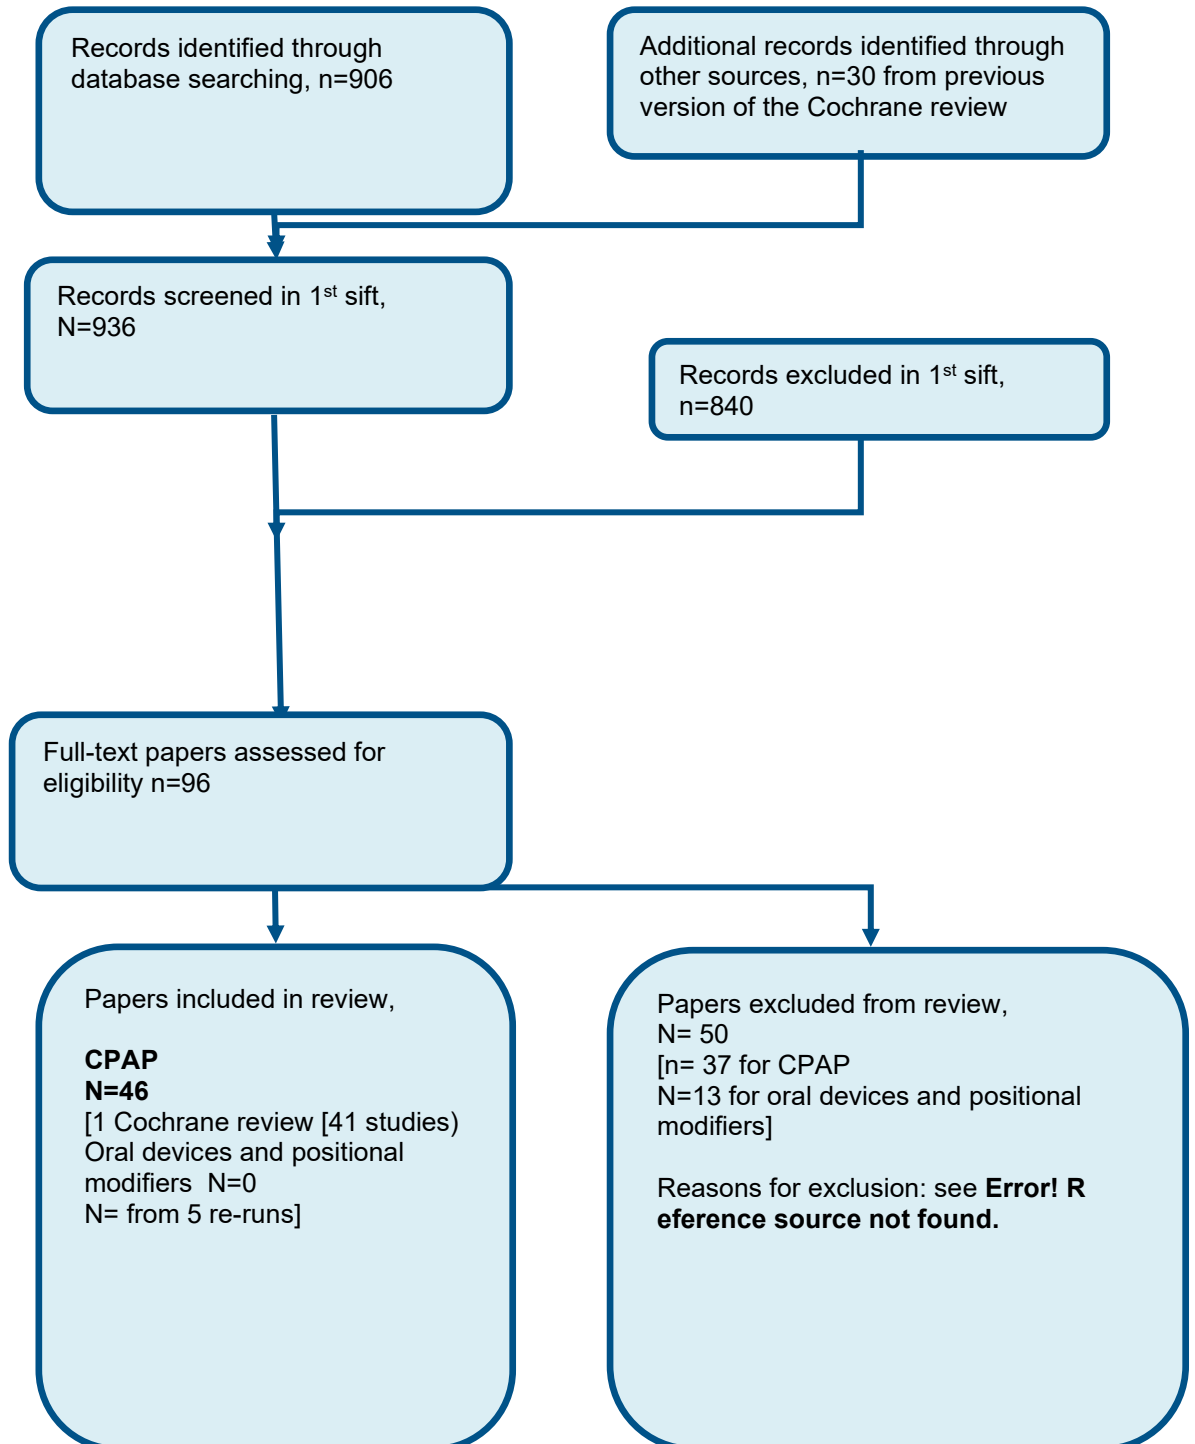 Records identified through
database searching, n=906
Additional records identified through
other sources, n=30 from previous
version of the Cochrane review
Records screened in 1st sift,
N=936
Records excluded in 1st sift,
n=840
Full-text papers assessed for
eligibility n=96
Papers included in review,
CPAP
N=46
[1 Cochrane review [41 studies)
Oral devices and positional
modifiers  N=0
N= from 5 re-runs]
Papers excluded from review,
N= 50
[n= 37 for CPAP
N=13 for oral devices and positional
modifiers]
Reasons for exclusion: see Error! R
eference source not found.